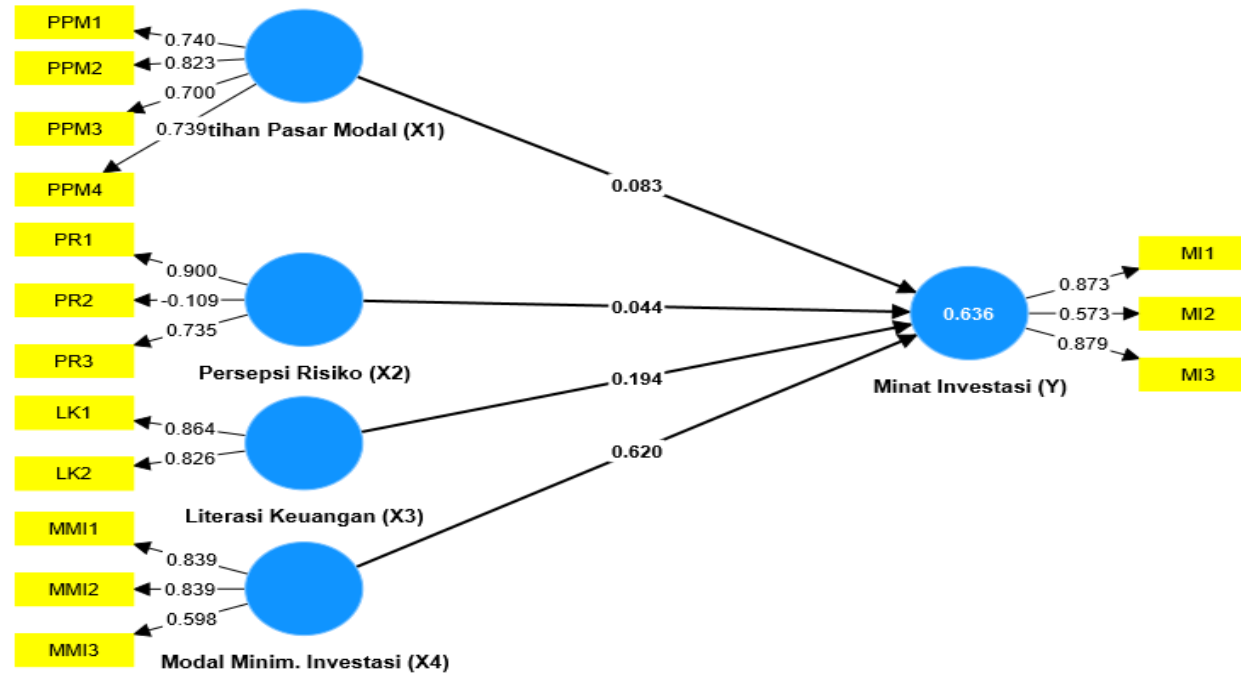 PPM1
0.740
PPM2
0.823
0.700
PPM3
0.739
tihan Pasar Modal (X1)
PPM4
0.083
PR1
0.900
PR2
-0.109
0.735
PR3
0.044
Persepsi Risiko (X2)
LK1
0.864
0.826
LK2
0.194
Literasi Keuangan (X3)
MMI1
0.839
MMI2
0.839
0.598
MMI3
0.620
Modal Minim. Investasi (X4)
0.636
Minat Investasi (Y)
MI1
0.873
0.573
MI2
0.879
MI3